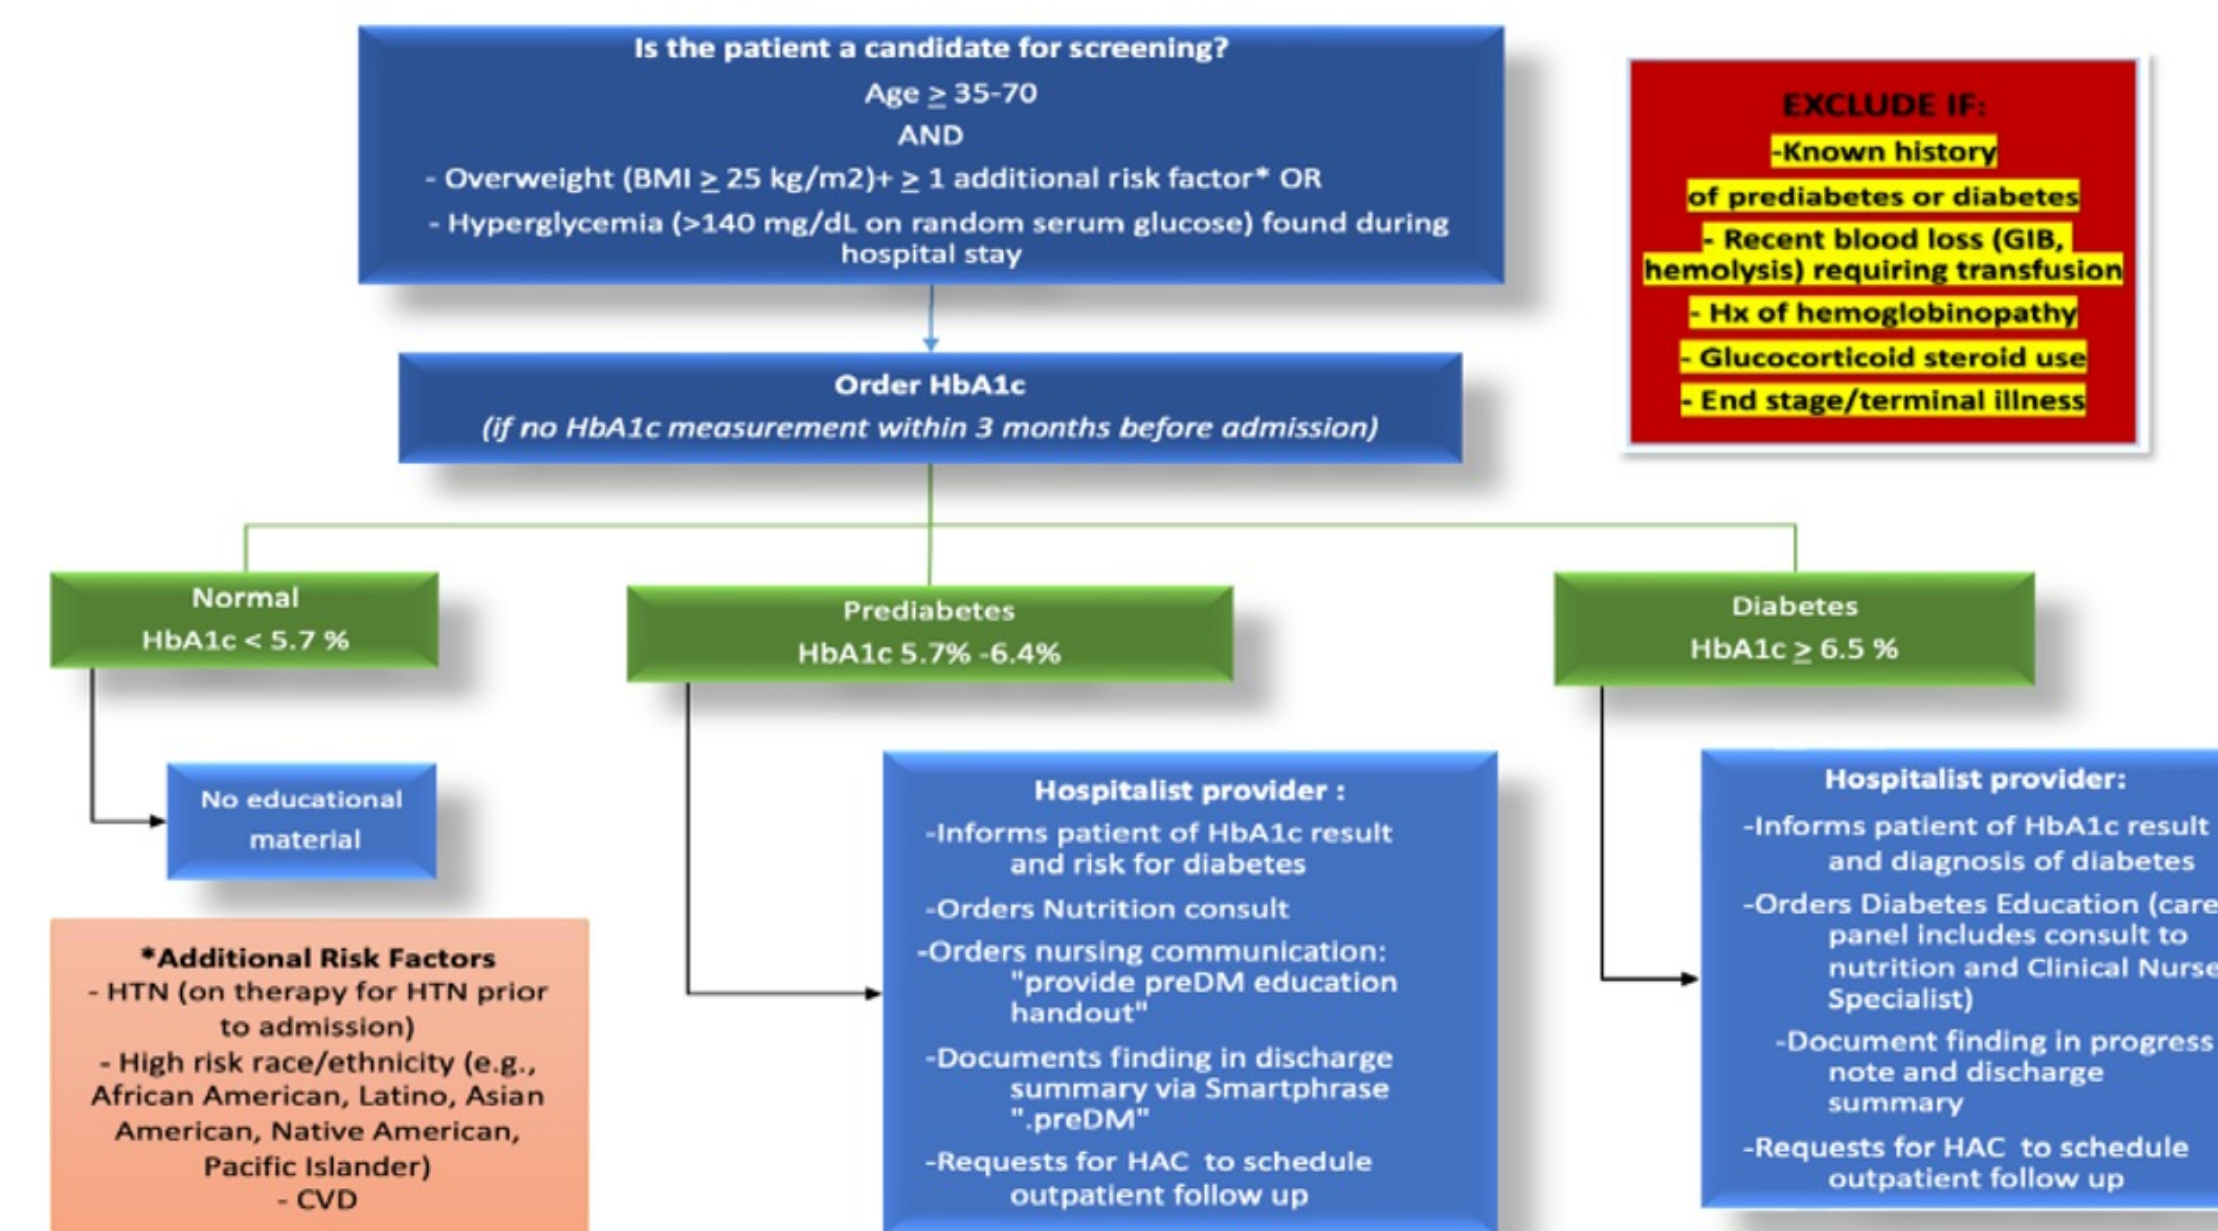 Is the patient a candidate for screening?
Age ≥ 35-70
AND
- Overweight (BMI ≥ 25 kg/m2)+ ≥ 1 additional risk factor* OR
- Hyperglycemia (>140 mg/dL on random serum glucose) found during
hospital stay
EXCLUDE IF:
-Known history
of prediabetes or diabetes
- Recent blood loss (GIB,
hemolysis) requiring transfusion
- Hx of hemoglobinopathy
- Glucocorticoid steroid use
- End stage/terminal illness
Order HbA1c
(if no HbA1c measurement within 3 months before admission)
Normal
HbA1c < 5.7 %
Prediabetes
HbA1c 5.7% -6.4%
Diabetes
HbA1c ≥ 6.5 %
No educational
material
*Additional Risk Factors
- HTN (on therapy for HTN prior
to admission)
- High risk race/ethnicity (e.g.,
African American, Latino, Asian
American, Native American,
Pacific Islander)
- CVD
Hospitalist provider :
-Informs patient of HbA1c result
and risk for diabetes
-Orders Nutrition consult
-Orders nursing communication:
"provide preDM education
handout"
-Documents finding in discharge
summary via Smartphrase
".preDM"
-Requests for HAC to schedule
outpatient follow up
Hospitalist provider:
-Informs patient of HbA1c result
and diagnosis of diabetes
-Orders Diabetes Education (care
panel includes consult to
nutrition and Clinical Nurse
Specialist)
-Document finding in progress
note and discharge
summary
-Requests for HAC to schedule
outpatient follow up